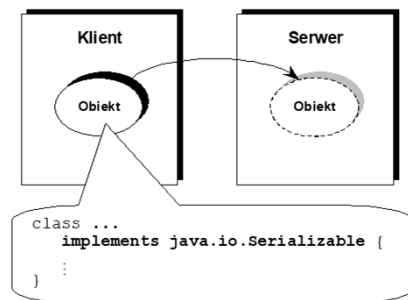 Klient
Serwer
Obiekt
Obiekt
class ...
implements java.io.Serializable {
⋮
}